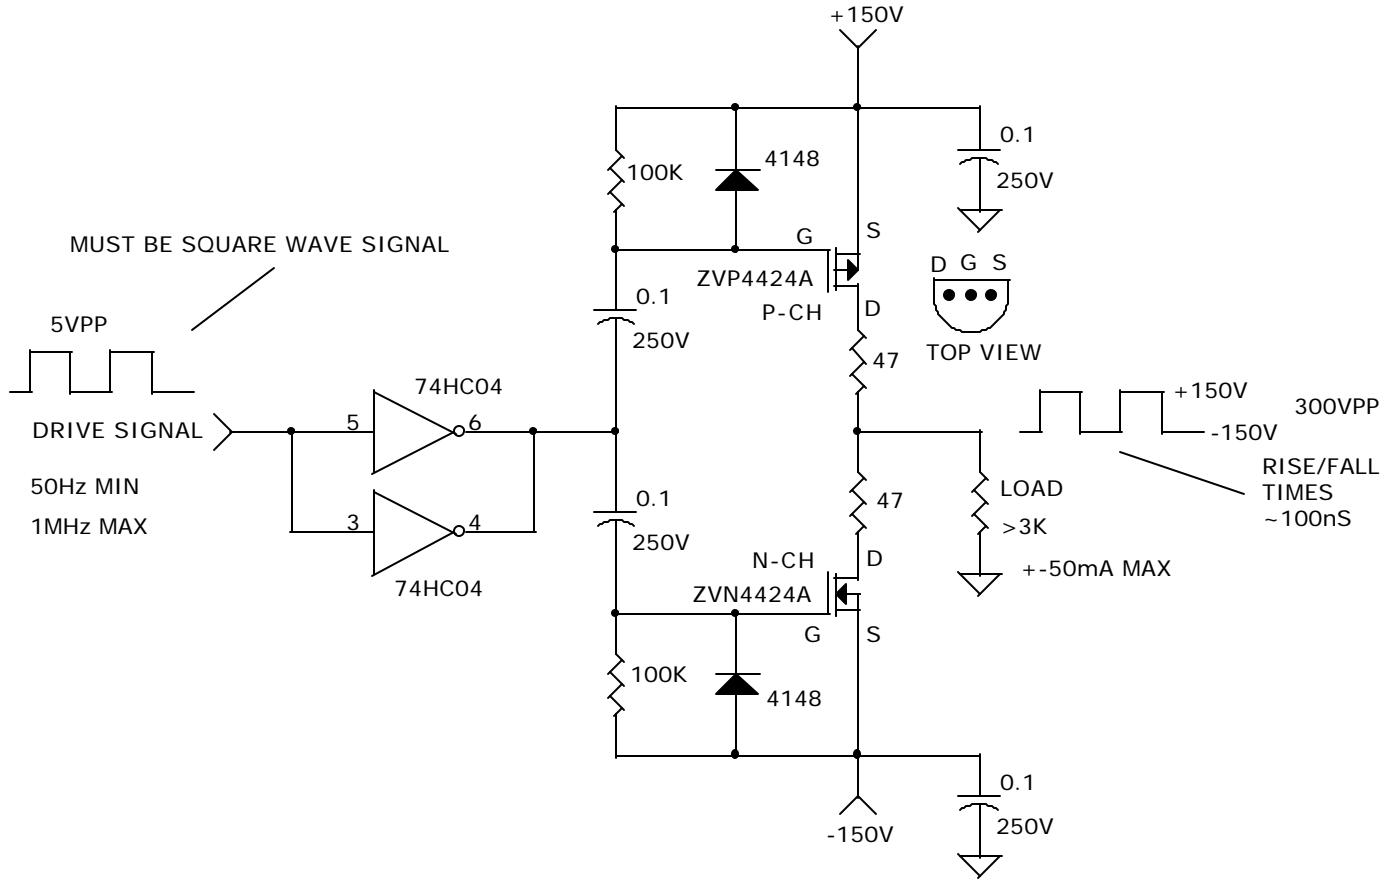 +150V
0.1
250V
100K
4148
MUST BE SQUARE WAVE SIGNAL
G
S
ZVP4424A
P-CH
D
D G S
TOP VIEW
0.1
250V
47
5VPP
74HC04
DRIVE SIGNAL
5
6
50Hz MIN
1MHz MAX
3
4
74HC04
+150V
-150V
300VPP
RISE/FALL
TIMES
~100nS
0.1
250V
47
LOAD
>3K
+-50mA MAX
N-CH
D
ZVN4424A
G
S
100K
4148
0.1
250V
-150V